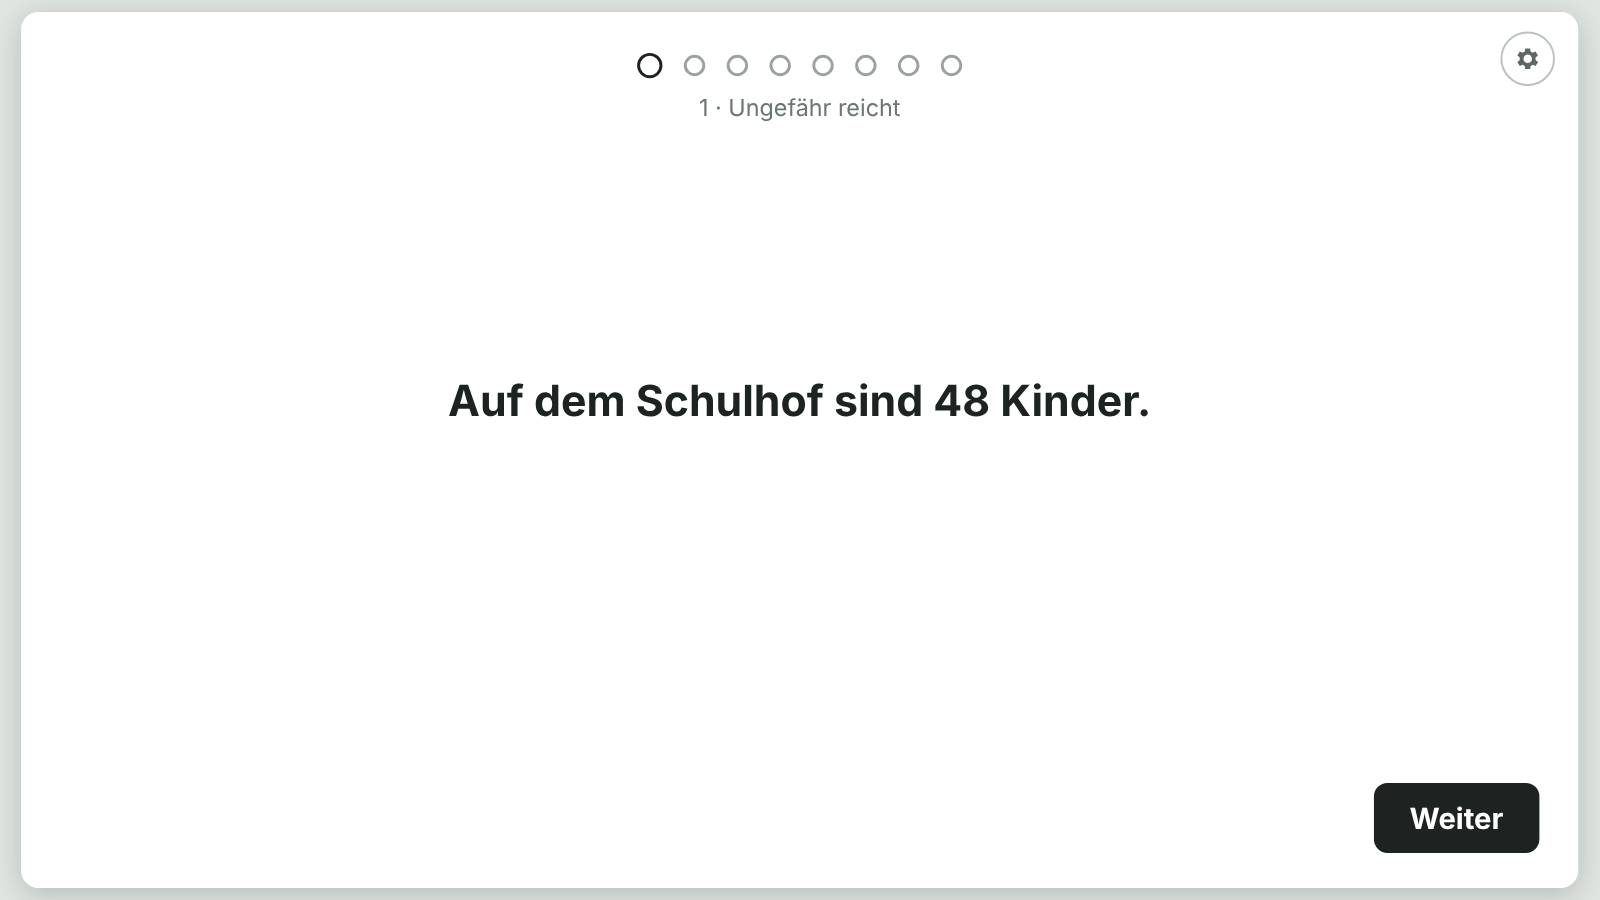 1 · Ungefähr reicht
Auf dem Schulhof sind 48 Kinder.
Weiter